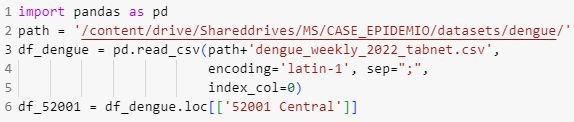 1 import pandas as pd
2 path = '/content/drive/Shareddrives/MS/CASE_EPIDEMIO/datasets/dengue/'
3 df_dengue = pd.read_csv(path+'dengue_weekly_2022_tabnet.csv',
4                         encoding='latin-1', sep=";",
5                         index_col=0)
6 df_52001 = df_dengue.loc[['52001 Central']]